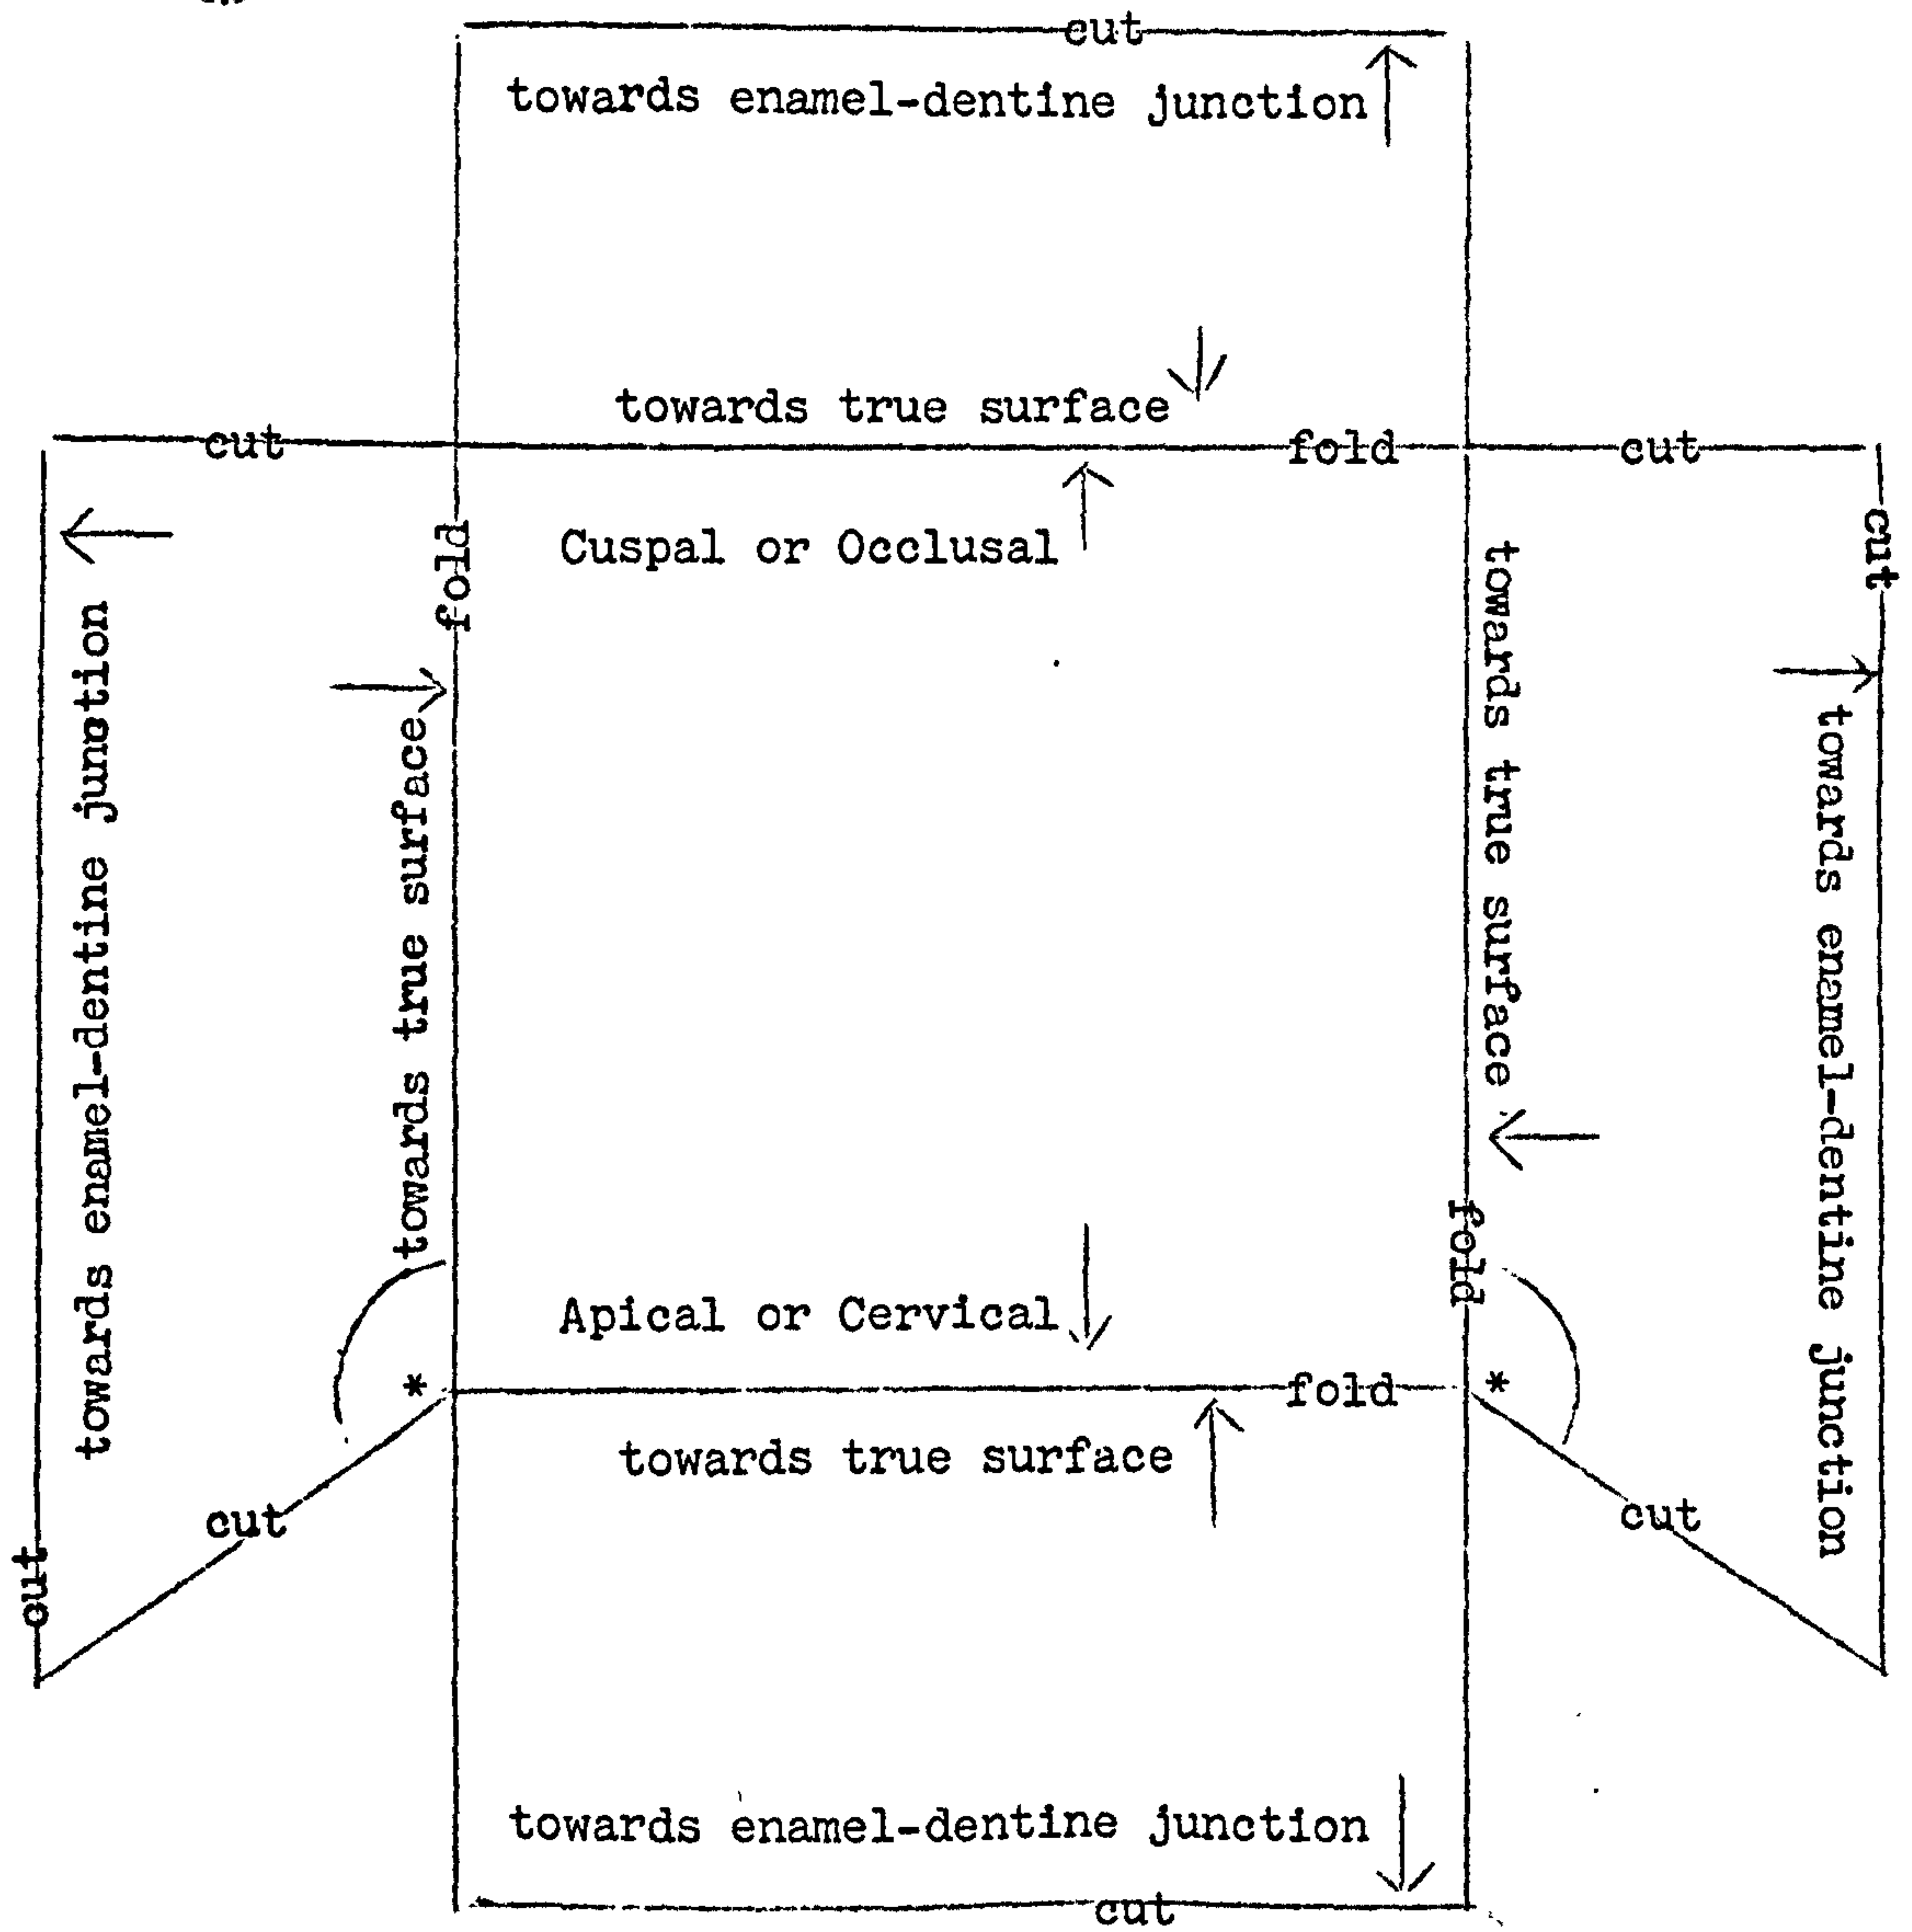 cut
towards enamel-dentine junction
towards true surface
cut
fold
cut
fold
Cuspal or Occlusal
cut
towards enamel-dentine junction
towards true surface
towards true surface
towards enamel-dentine junction
fold
Apical or Cervical
*
fold
*
towards true surface
cut
cut
cut
towards enamel-dentine junction
cut